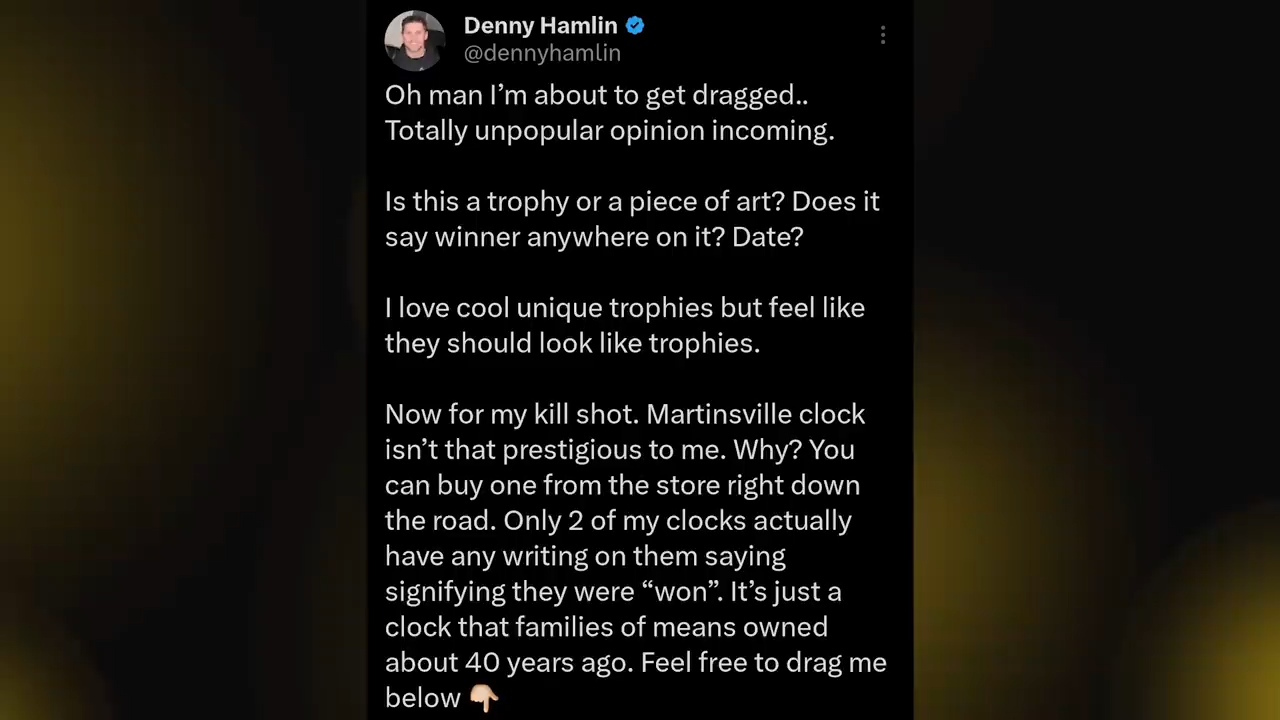 Denny Hamlin
@dennyhamlin
Oh man I’m about to get dragged..
Totally unpopular opinion incoming.
Is this a trophy or a piece of art? Does it
say winner anywhere on it? Date?
I love cool unique trophies but feel like
they should look like trophies.
Now for my kill shot. Martinsville clock
isn’t that prestigious to me. Why? You
can buy one from the store right down
the road. Only 2 of my clocks actually
have any writing on them saying
signifying they were “won”. It’s just a
clock that families of means owned
about 40 years ago. Feel free to drag me
below 👇🏼